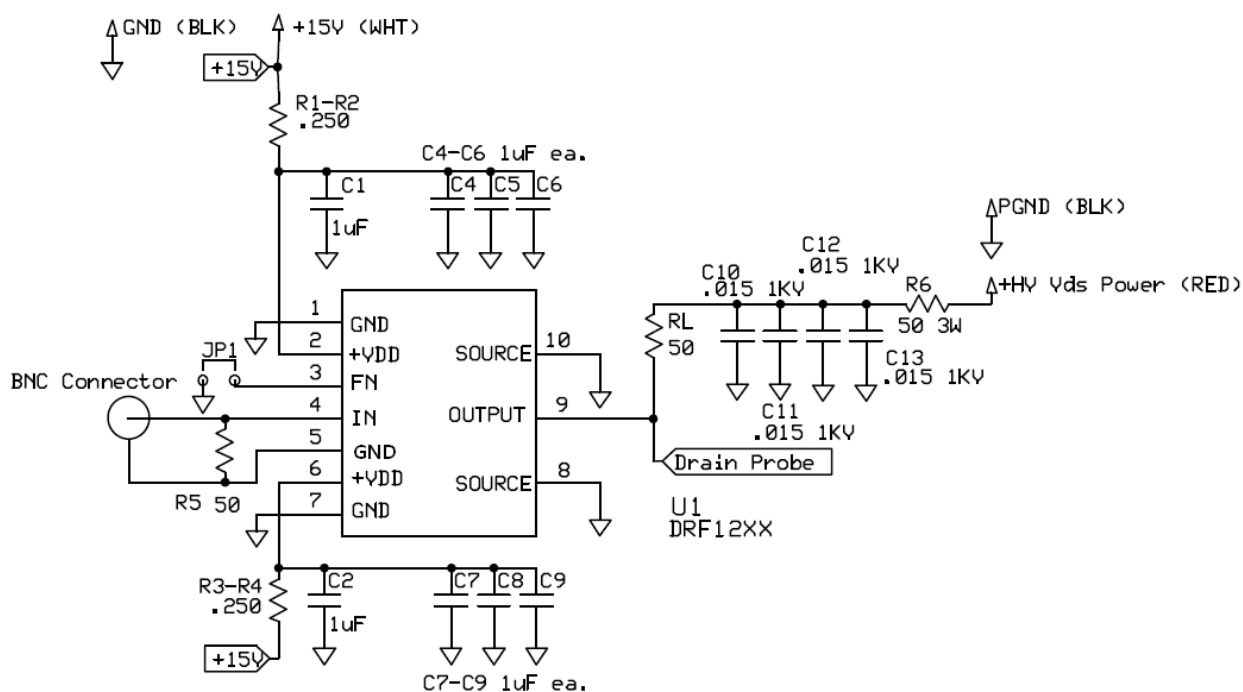 GND (BLK)
+15V (WHT)
+15V
R1-R2
.250
C4-C6 1uF ea.
C1
1uF
C4
C5
C6
PGND (BLK)
C12
.015 1KV
C10
.015 1KV
R6
50 3W
+HV Vds Power (RED)
RL
50
C13
.015 1KV
C11
.015 1KV
1
GND
2
+VDD
JP1
3
FN
BNC Connector
4
IN
5
GND
6
+VDD
7
GND
R5 50
SOURCE
10
OUTPUT
9
SOURCE
8
Drain Probe
U1
DRF12XX
R3-R4
.250
C2
1uF
C7
C8
C9
+15V
C7-C9 1uF ea.